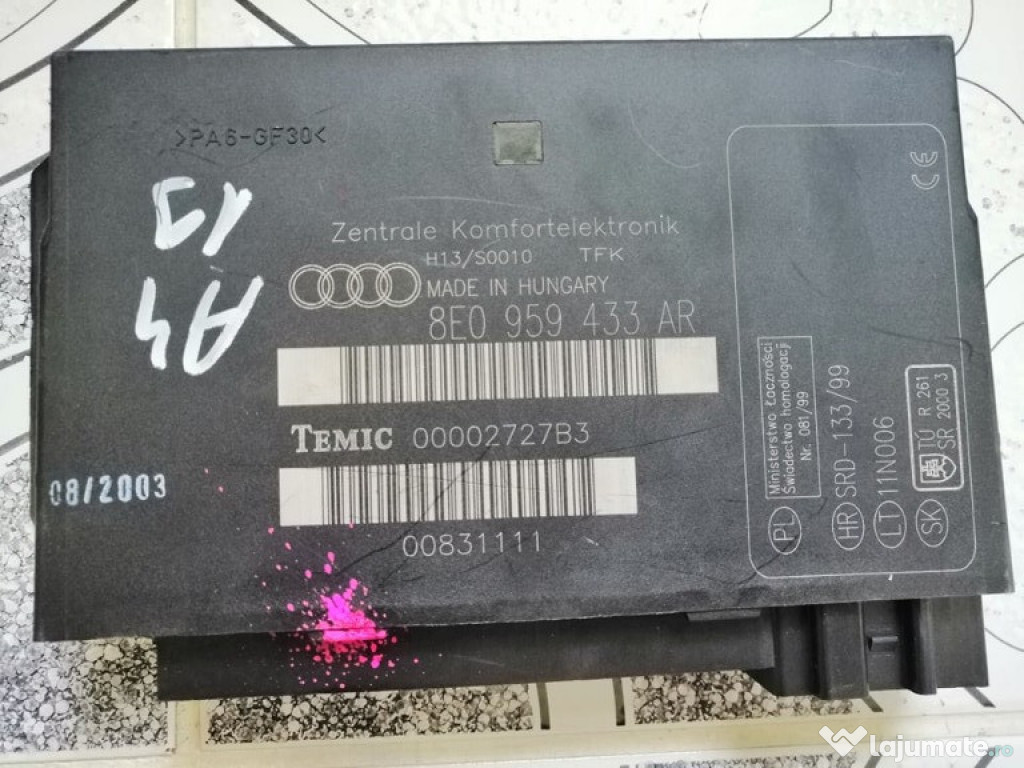 >PA6-GF30<
A4
19
Zentrale Komfortelektronik
H13/S0010 TFK
MADE IN HUNGARY
8E0 959 433 AR
TEMIC 00002727B3
00831111
08/2003
CE
Ministerstwo Łączności
Świadectwo homologacji
Nr. 081/99
PL
HR SRD-133/99
LT 11N006
SK TÚ R 261
SR 2000 3
lajumate.ro